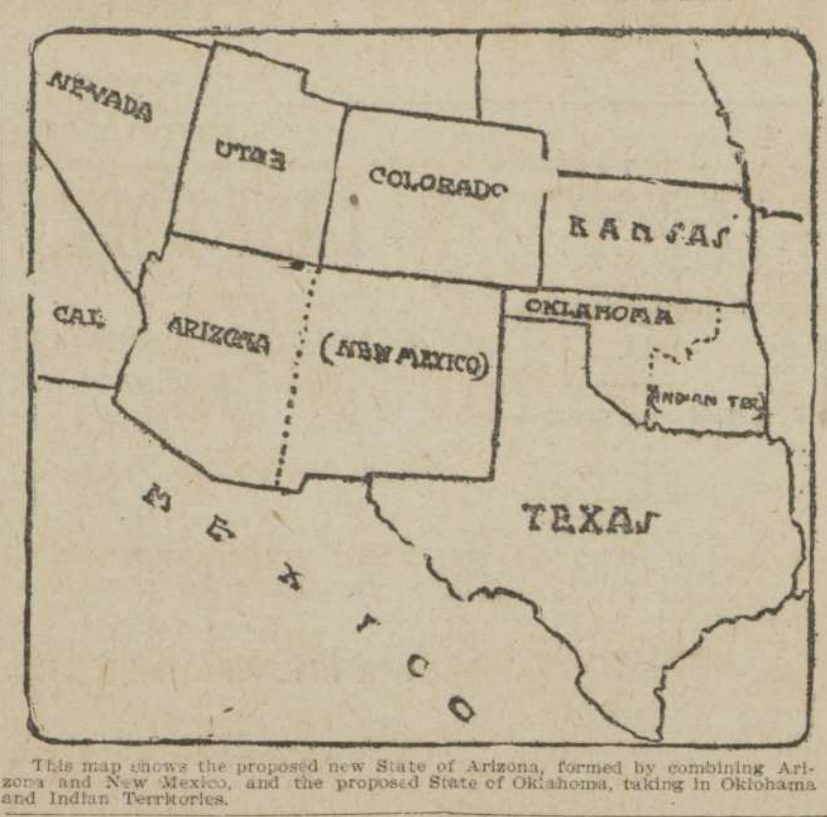 NEVADA
UTAH
COLORADO
KANSAS
CAL
ARIZONA
(NEW MEXICO)
OKLAHOMA
(INDIAN TER)
TEXAS
MEXICO
This map shows the proposed new State of Arizona, formed by combining Ari-
zona and New Mexico, and the proposed State of Oklahoma, taking in Oklohama
and Indian Territories.